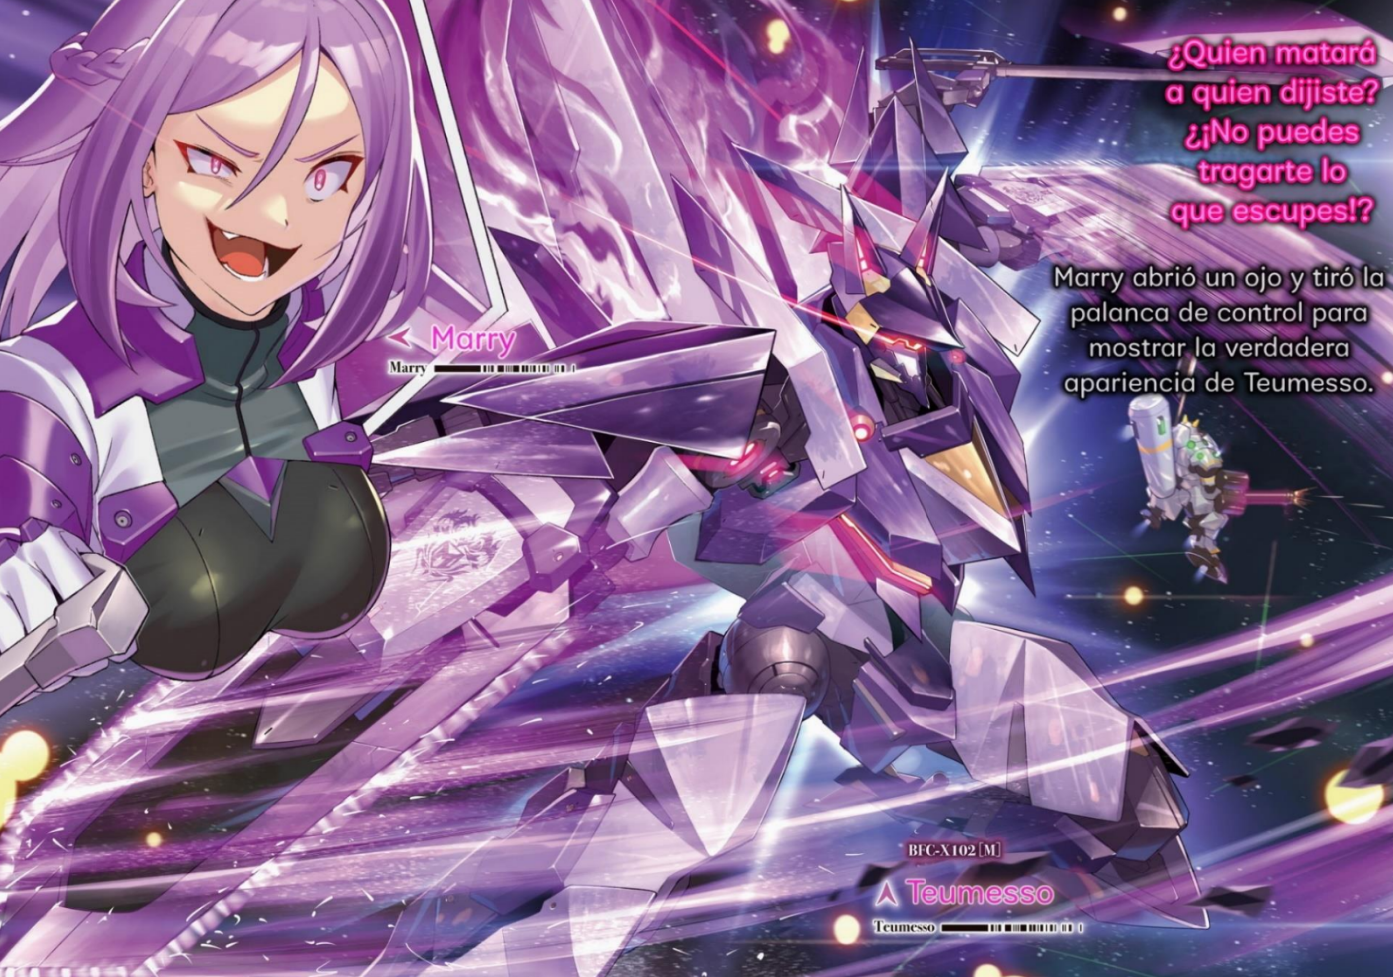 ¿Quien matará
a quien dijiste?
¿¡No puedes
tragarte lo
que escupes!?
Marry abrió un ojo y tiró la
palanca de control para
mostrar la verdadera
apariencia de Teumesso.
Marry
Marry
BFC-X102[M]
Teumesso
Teumesso